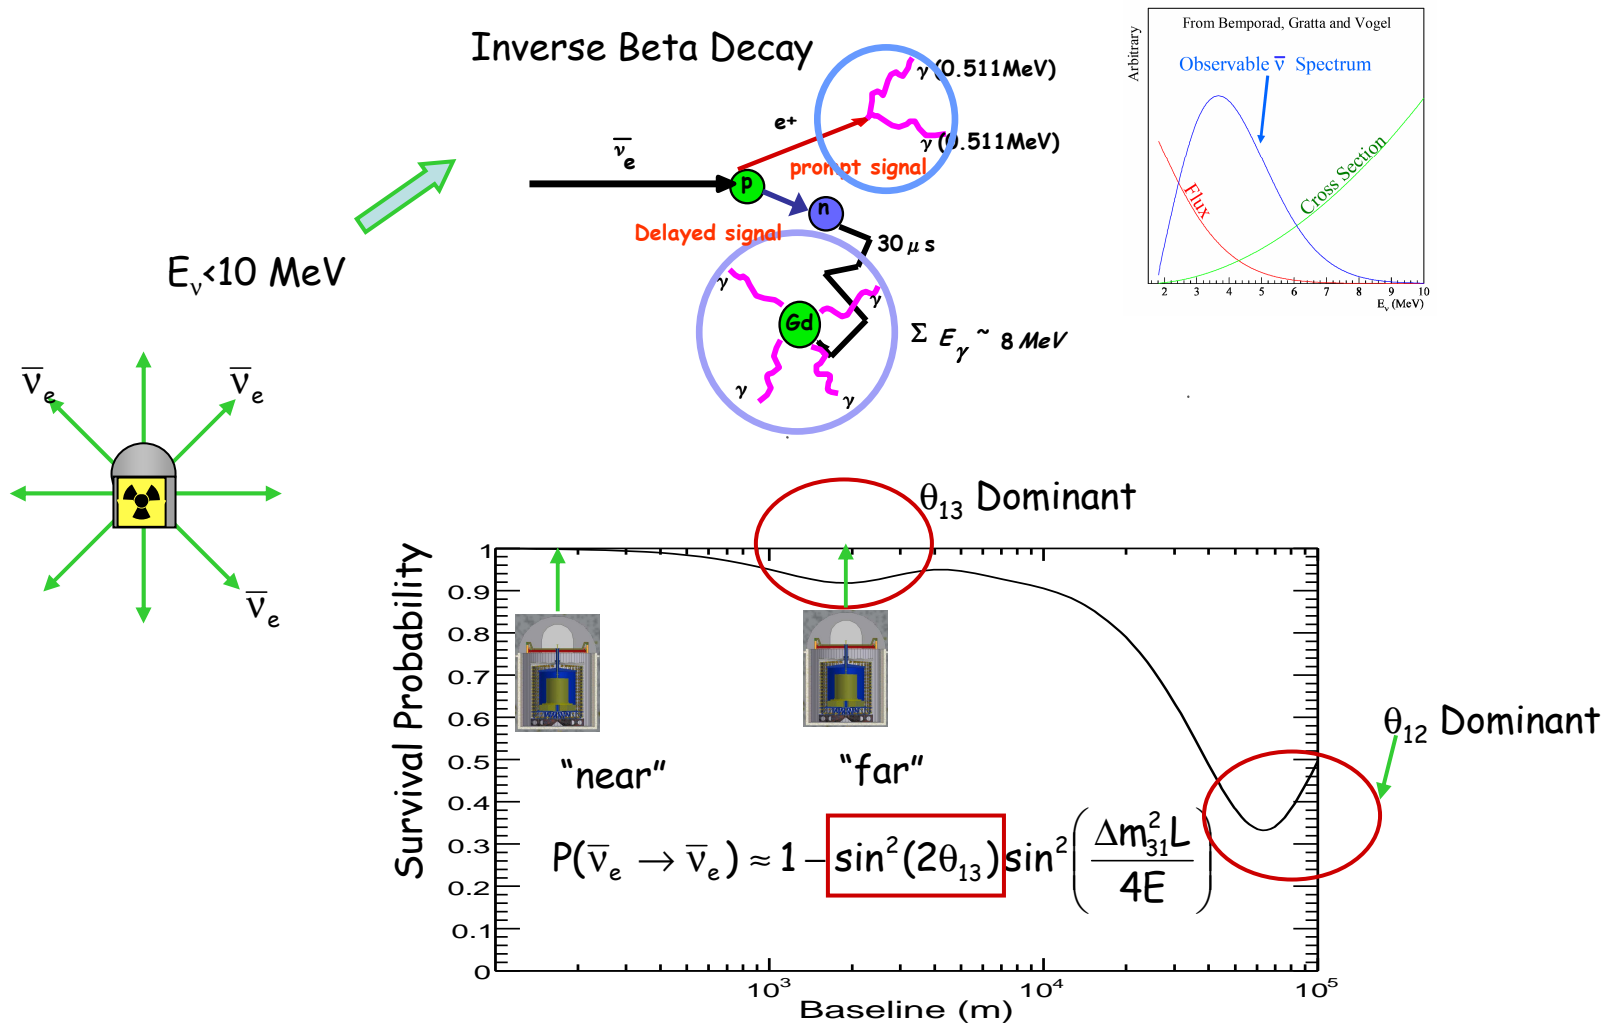 Inverse Beta Decay
From Bemporad, Gratta and Vogel
Observable ν̅ Spectrum
Arbitrary
Flux
Cross Section
2 3 4 5 6 7 8 9 10
Eν (MeV)
γ (0.511MeV)
γ (0.511MeV)
e+
ν̅e
prompt signal
p
n
Delayed signal
30 μ s
γ
γ
Gd
Σ Eγ ~ 8 MeV
γ
γ
Eν<10 MeV
ν̅e
ν̅e
ν̅e
θ13 Dominant
θ12 Dominant
Survival Probability
1
0.9
0.8
0.7
0.6
0.5
0.4
0.3
0.2
0.1
0
“near”
“far”
P(ν̅e → ν̅e) ≈ 1 – sin²(2θ13) sin²(Δm²31L / 4E)
10³ 10⁴ 10⁵
Baseline (m)